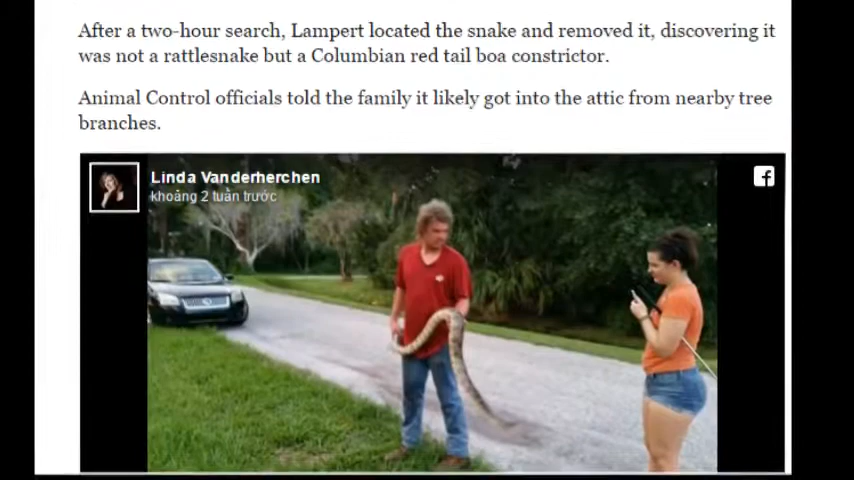 After a two-hour search, Lampert located the snake and removed it, discovering it
was not a rattlesnake but a Columbian red tail boa constrictor.
Animal Control officials told the family it likely got into the attic from nearby tree
branches.
Linda Vanderherchen
khoảng 2 tuần trước